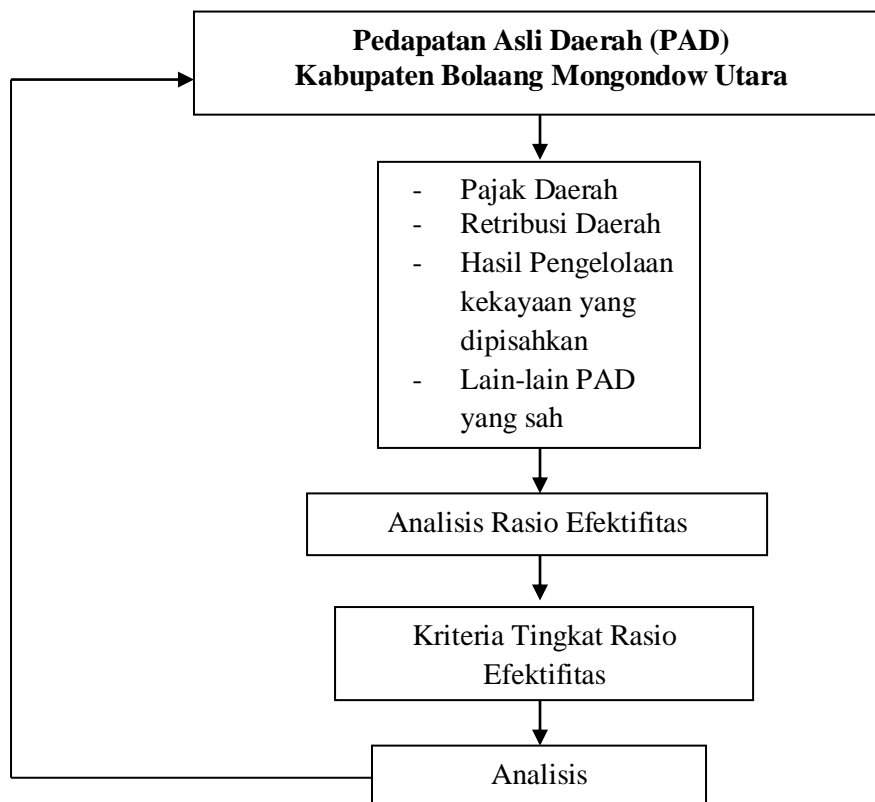 Pedapatan Asli Daerah (PAD)
Kabupaten Bolaang Mongondow Utara
- Pajak Daerah
- Retribusi Daerah
- Hasil Pengelolaan
kekayaan yang
dipisahkan
- Lain-lain PAD
yang sah
Analisis Rasio Efektifitas
Kriteria Tingkat Rasio
Efektifitas
Analisis